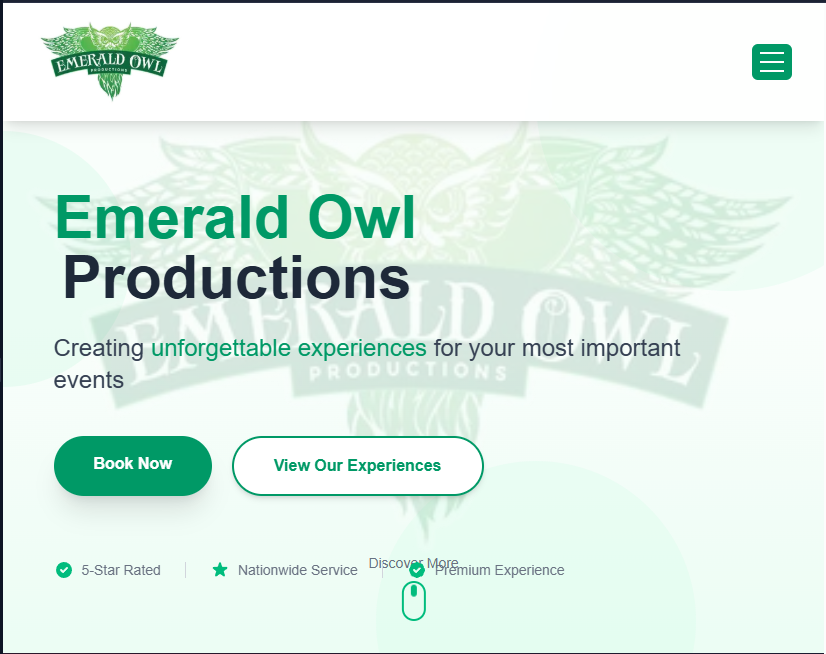 EMERALD OWL
PRODUCTIONS
EMERALD OWL
PRODUCTIONS
Emerald Owl
Productions
Creating unforgettable experiences for your most important
events
Book Now
View Our Experiences
5-Star Rated
Nationwide Service
Discover More
Premium Experience